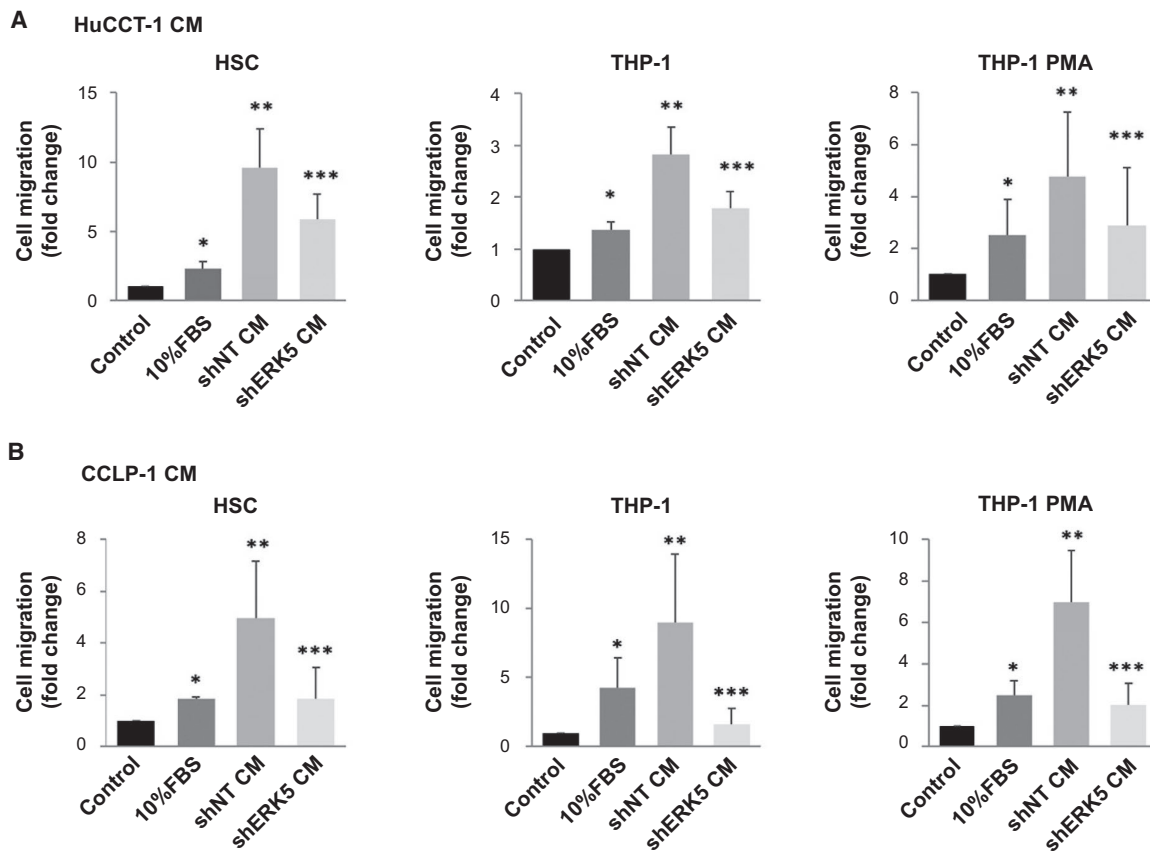 A
HuCCT-1 CM
HSC
Cell migration
(fold change)
15
10
5
0
*
**
***
Control
10%FBS
shNT CM
shERK5 CM
THP-1
Cell migration
(fold change)
4
3
2
1
0
*
**
***
Control
10%FBS
shNT CM
shERK5 CM
THP-1 PMA
Cell migration
(fold change)
8
6
4
2
0
*
**
***
Control
10%FBS
shNT CM
shERK5 CM
B
CCLP-1 CM
HSC
Cell migration
(fold change)
8
6
4
2
0
*
**
***
Control
10%FBS
shNT CM
shERK5 CM
THP-1
Cell migration
(fold change)
15
10
5
0
*
**
***
Control
10%FBS
shNT CM
shERK5 CM
THP-1 PMA
Cell migration
(fold change)
10
8
6
4
2
0
*
**
***
Control
10%FBS
shNT CM
shERK5 CM